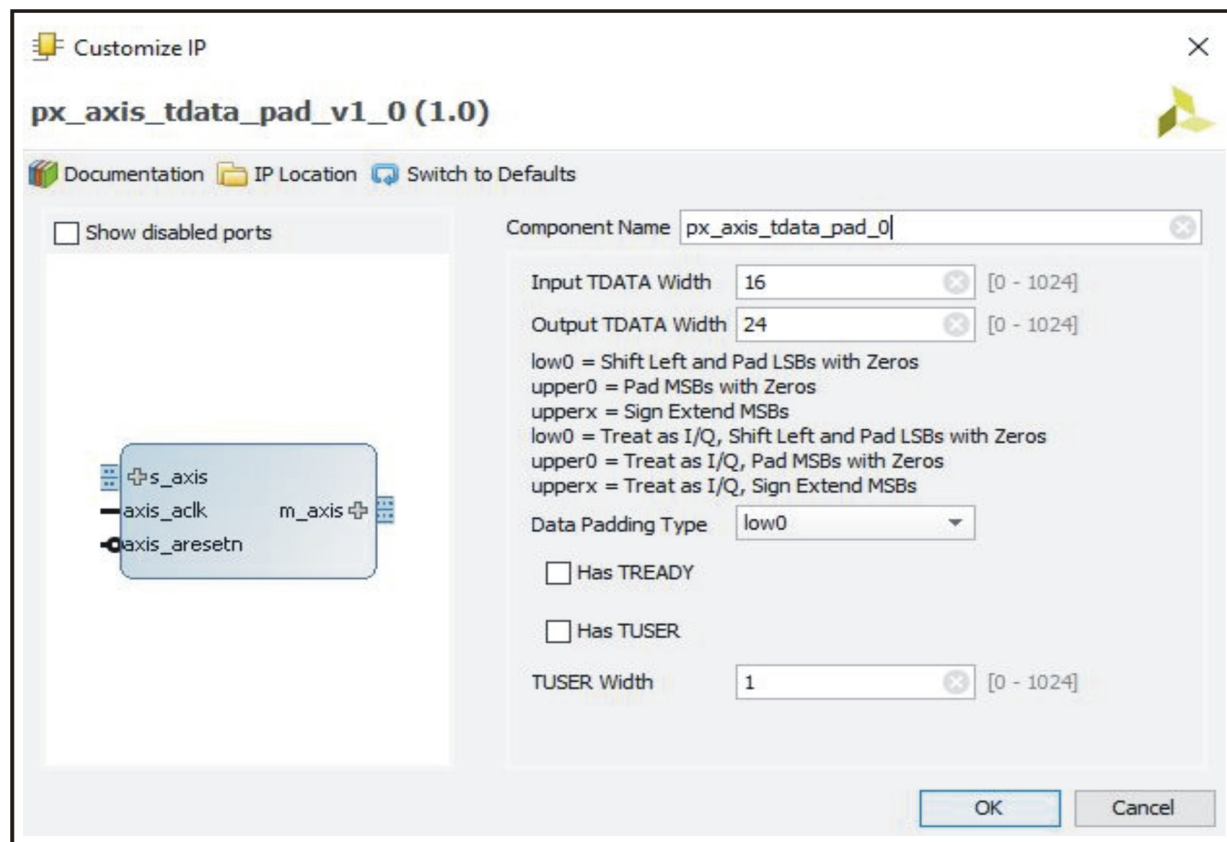 Customize IP
px_axis_tdata_pad_v1_0 (1.0)
Documentation IP Location Switch to Defaults
Show disabled ports
s_axis
axis_aclk m_axis
axis_aresetn
Component Name px_axis_tdata_pad_0
Input TDATA Width 16 [0 - 1024]
Output TDATA Width 24 [0 - 1024]
low0 = Shift Left and Pad LSBs with Zeros
upper0 = Pad MSBs with Zeros
upperx = Sign Extend MSBs
low0 = Treat as I/Q, Shift Left and Pad LSBs with Zeros
upper0 = Treat as I/Q, Pad MSBs with Zeros
upperx = Treat as I/Q, Sign Extend MSBs
Data Padding Type low0
Has TREADY
Has TUSER
TUSER Width 1 [0 - 1024]
OK Cancel